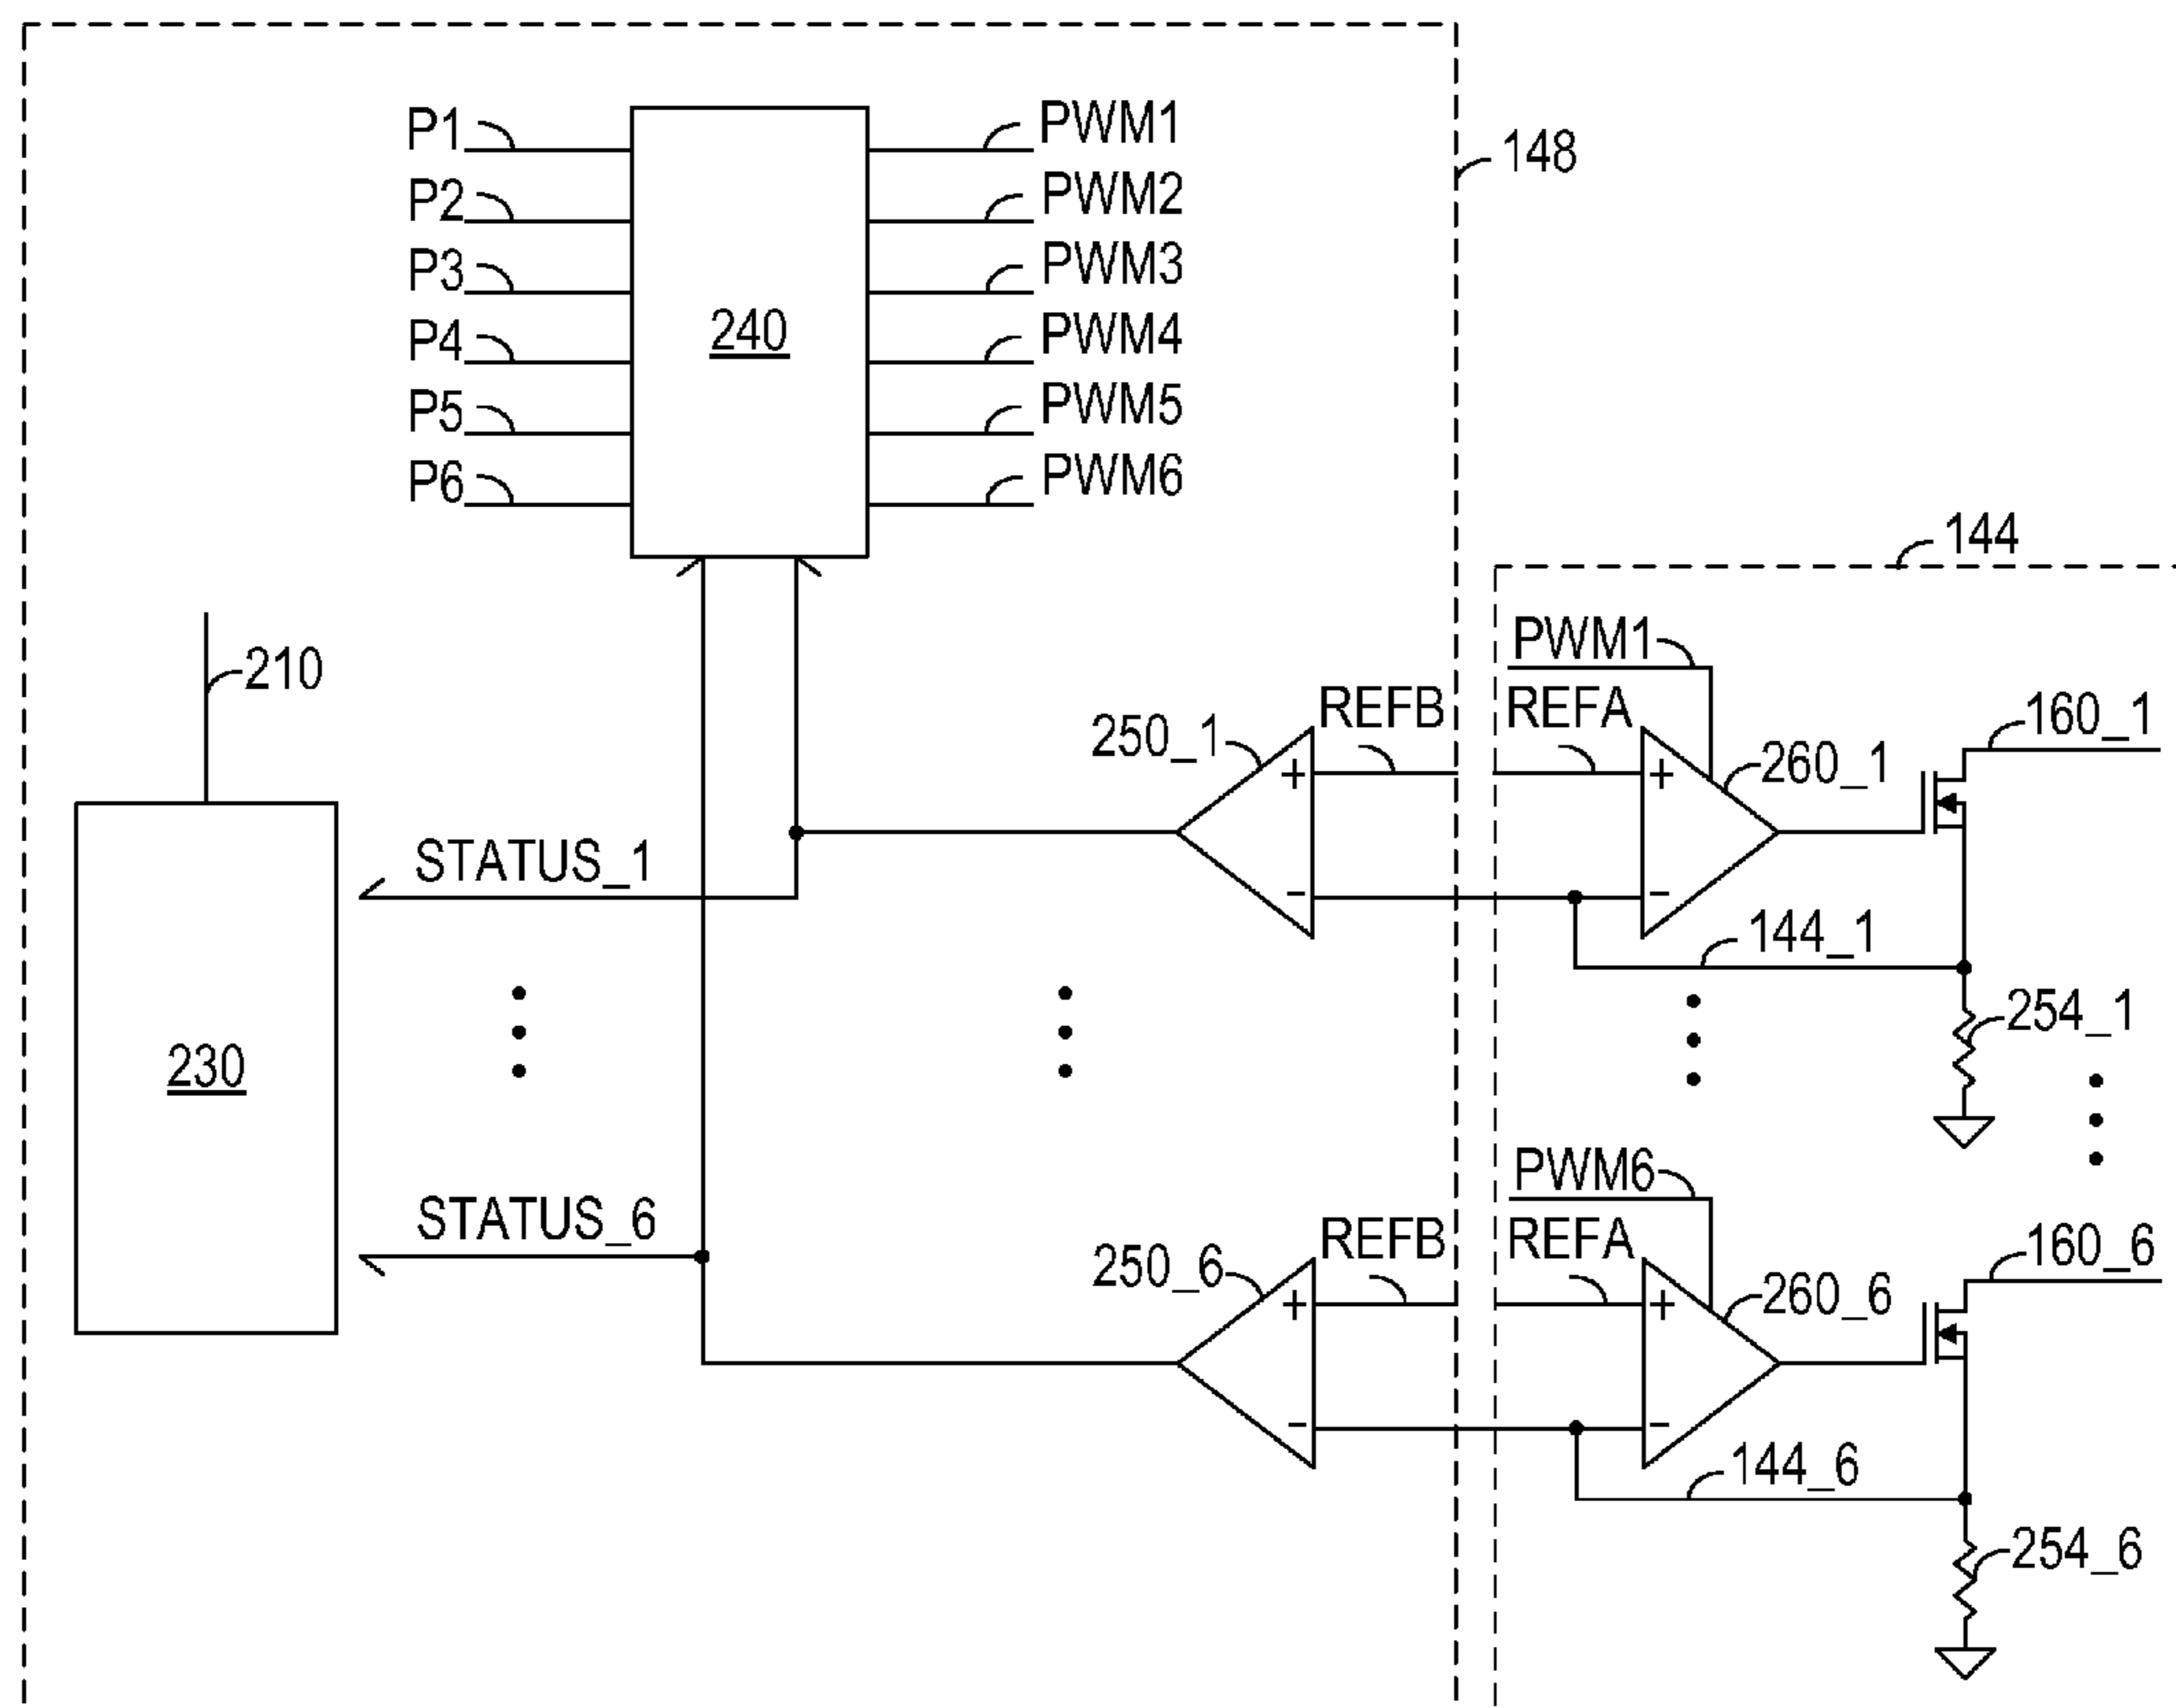 P1
PWM1
148
P2
PWM2
P3
PWM3
240
P4
PWM4
P5
PWM5
P6
PWM6
144
210
PWM1
250_1
REFB
REFA
160_1
+
+
260_1
STATUS_1
-
-
144_1
254_1
230
PWM6
STATUS_6
250_6
REFB
REFA
160_6
+
+
260_6
-
-
144_6
254_6